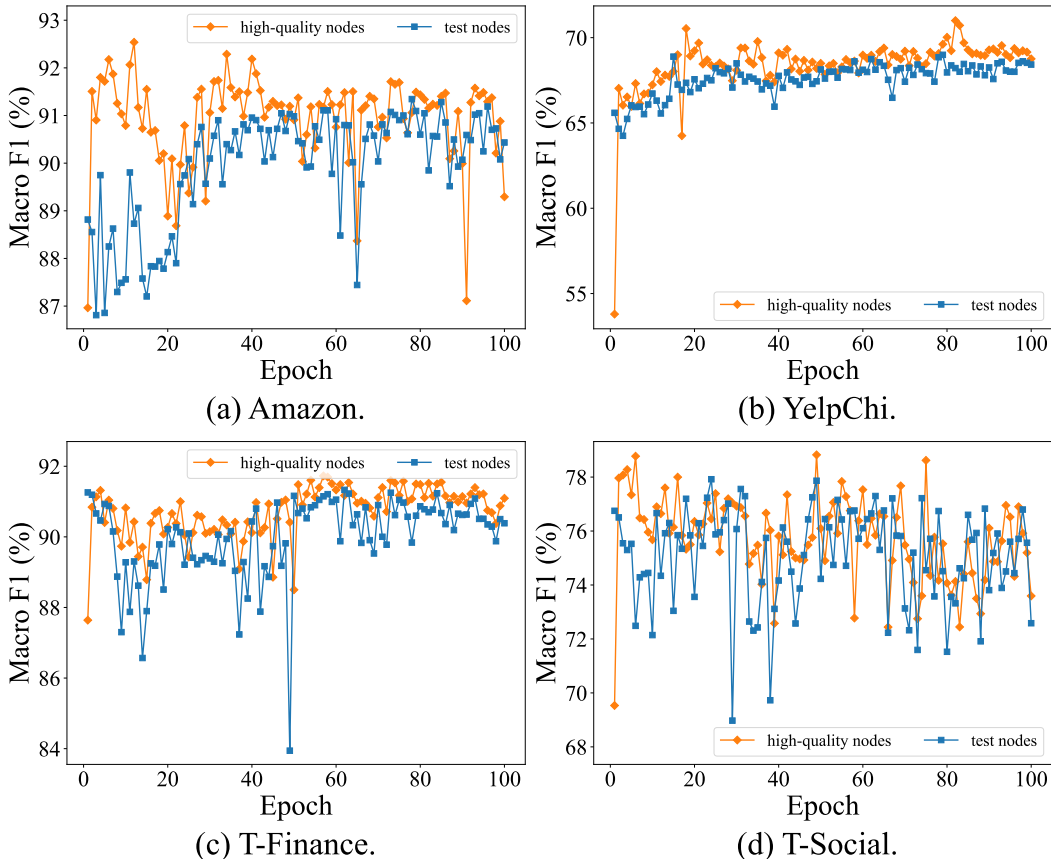 93
92
91
90
89
88
87
Macro F1 (%)
high-quality nodes
test nodes
0
20
40
60
80
100
Epoch
(a) Amazon.
70
65
60
55
Macro F1 (%)
high-quality nodes
test nodes
0
20
40
60
80
100
Epoch
(b) YelpChi.
92
90
88
86
84
Macro F1 (%)
high-quality nodes
test nodes
0
20
40
60
80
100
Epoch
(c) T-Finance.
78
76
74
72
70
68
Macro F1 (%)
high-quality nodes
test nodes
0
20
40
60
80
100
Epoch
(d) T-Social.